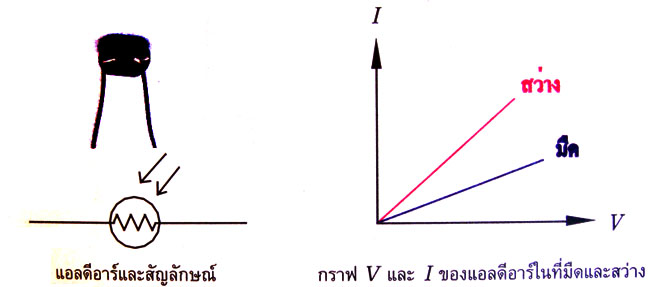 I
สว่าง
มืด
V
แอลดีอาร์และสัญลักษณ์
กราฟ V และ I ของแอลดีอาร์ในที่มืดและสว่าง